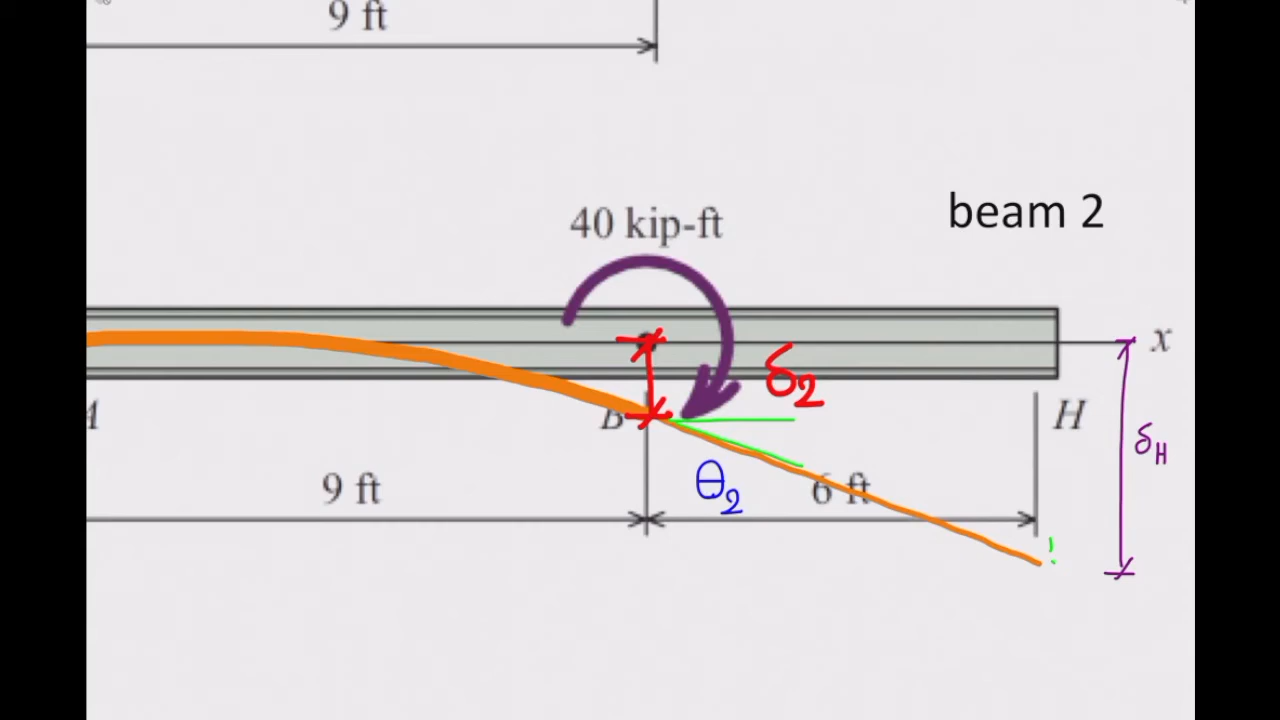 9 ft
beam 2
40 kip-ft
x
δ2
A
B
H
δH
9 ft
θ2
6 ft